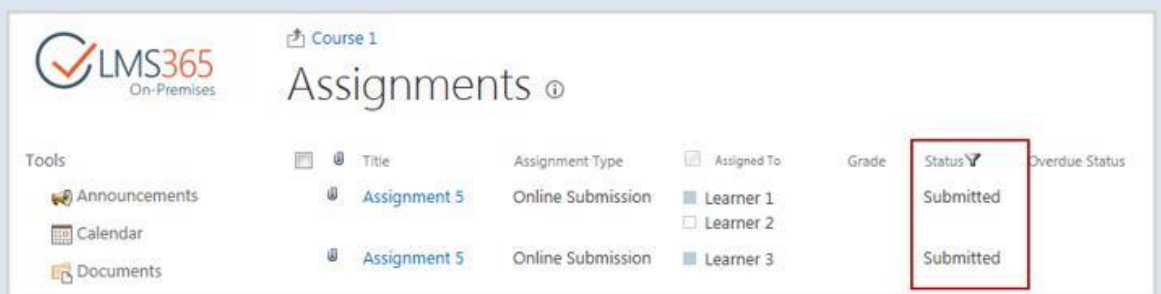 LMS365
On-Premises
Course 1
Assignments
Tools
Announcements
Calendar
Documents
Title Assignment Type Assigned To Grade Status Overdue Status
Assignment 5 Online Submission Learner 1 Submitted
Learner 2
Assignment 5 Online Submission Learner 3 Submitted